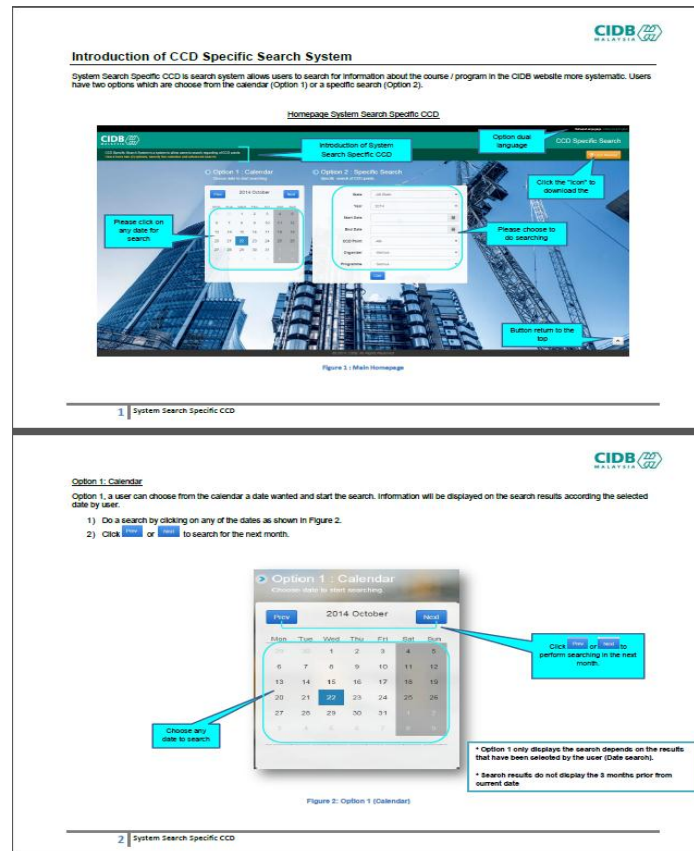 CIDB
MALAYSIA
Introduction of CCD Specific Search System
System Search Specific CCD is search system allows users to search for information about the course / program in the CIDB website more systematic. Users
have two options which are choose from the calendar (Option 1) or a specific search (Option 2).
Homepage System Search Specific CCD
CIDB
Introduction of System
Search Specific CCD
Option dual
language
CCD Specific Search
Option 1 : Calendar
Option 2 : Specific Search
Click the "Icon" to
download the
Prev
2014 October
Next
State
Year
2014
Start Date
End Date
CCD Point
Organizer
Programme
Please click on
any date for
search
Please choose to
do searching
Button return to the
top
Figure 1 : Main Homepage
1 System Search Specific CCD
CIDB
MALAYSIA
Option 1: Calendar
Option 1, a user can choose from the calendar a date wanted and start the search. Information will be displayed on the search results according the selected
date by user.
1) Do a search by clicking on any of the dates as shown in Figure 2.
2) Click Prev or Next to search for the next month.
Option 1 : Calendar
Choose date to start searching
Prev 2014 October Next
Mon Tue Wed Thu Fri Sat Sun
29 30 1 2 3 4 5
6 7 8 9 10 11 12
13 14 15 16 17 18 19
20 21 22 23 24 25 26
27 28 29 30 31 1 2
3 4 5 6 7 8 9
Click Prev or Next to
perform searching in the next
month.
Choose any
date to search
* Option 1 only displays the search depends on the results
that have been selected by the user (Date search).
* Search results do not display the 3 months prior from
current date
Figure 2: Option 1 (Calendar)
2 System Search Specific CCD